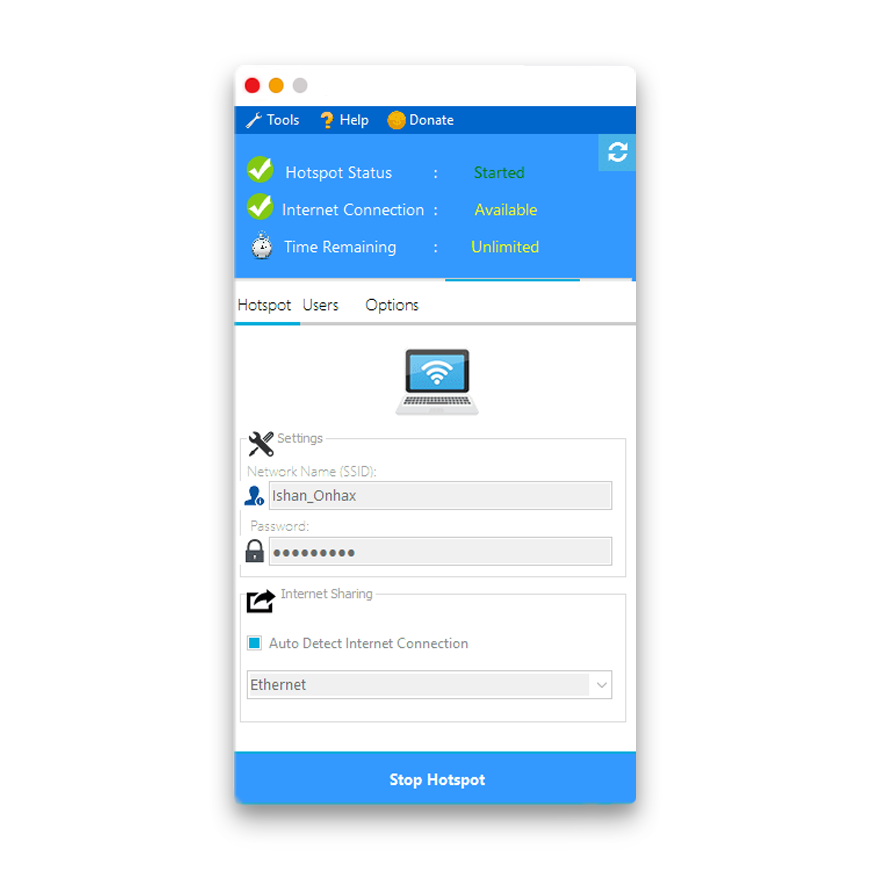 Tools Help Donate
Hotspot Status : Started
Internet Connection : Available
Time Remaining : Unlimited
Hotspot Users Options
Settings
Network Name (SSID):
Ishan_Onhax
Password:
●●●●●●●●●
Internet Sharing
Auto Detect Internet Connection
Ethernet
Stop Hotspot